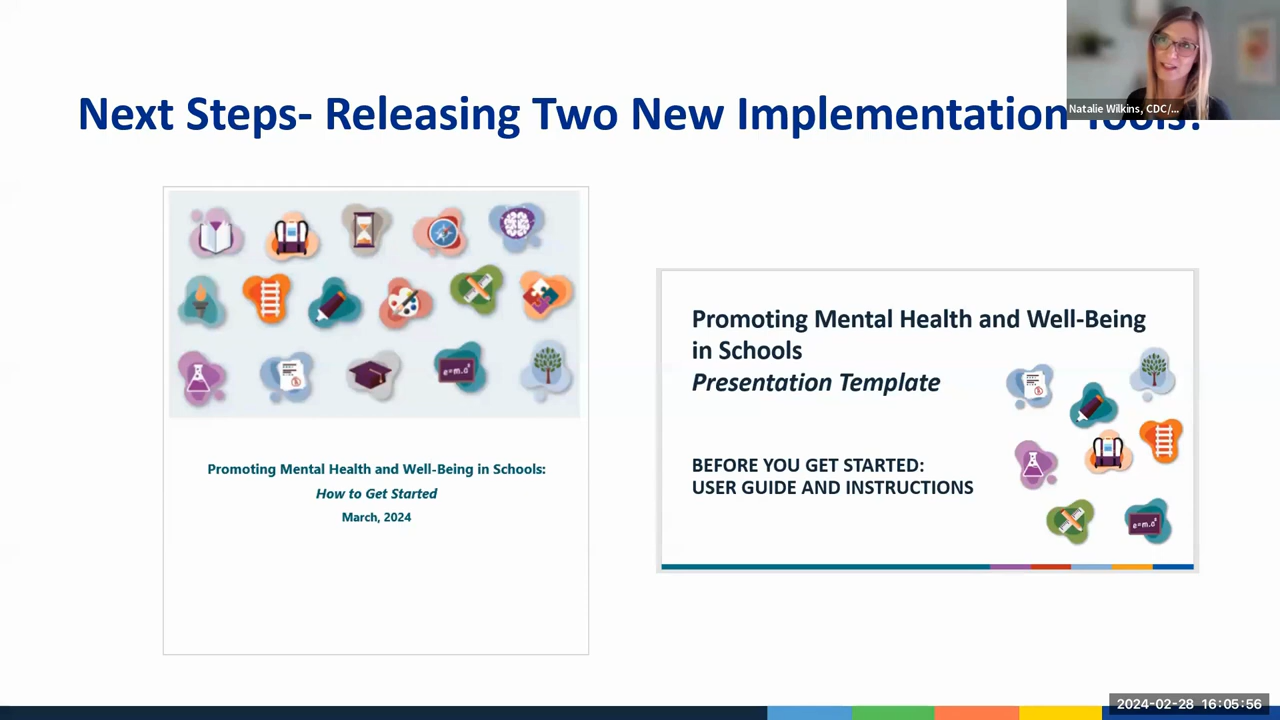 Next Steps- Releasing Two New Implementation Tools!
Natalie Wilkins, CDC/...
Promoting Mental Health and Well-Being in Schools:
How to Get Started
March, 2024
Promoting Mental Health and Well-Being
in Schools
Presentation Template
BEFORE YOU GET STARTED:
USER GUIDE AND INSTRUCTIONS
e=m.c²
e=m.c²
2024-02-28 16:05:56